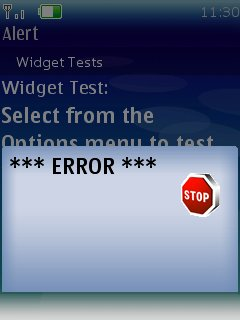 11:30
Alert
Widget Tests
Widget Test:
Select from the
Options menu to test
*** ERROR ***
STOP